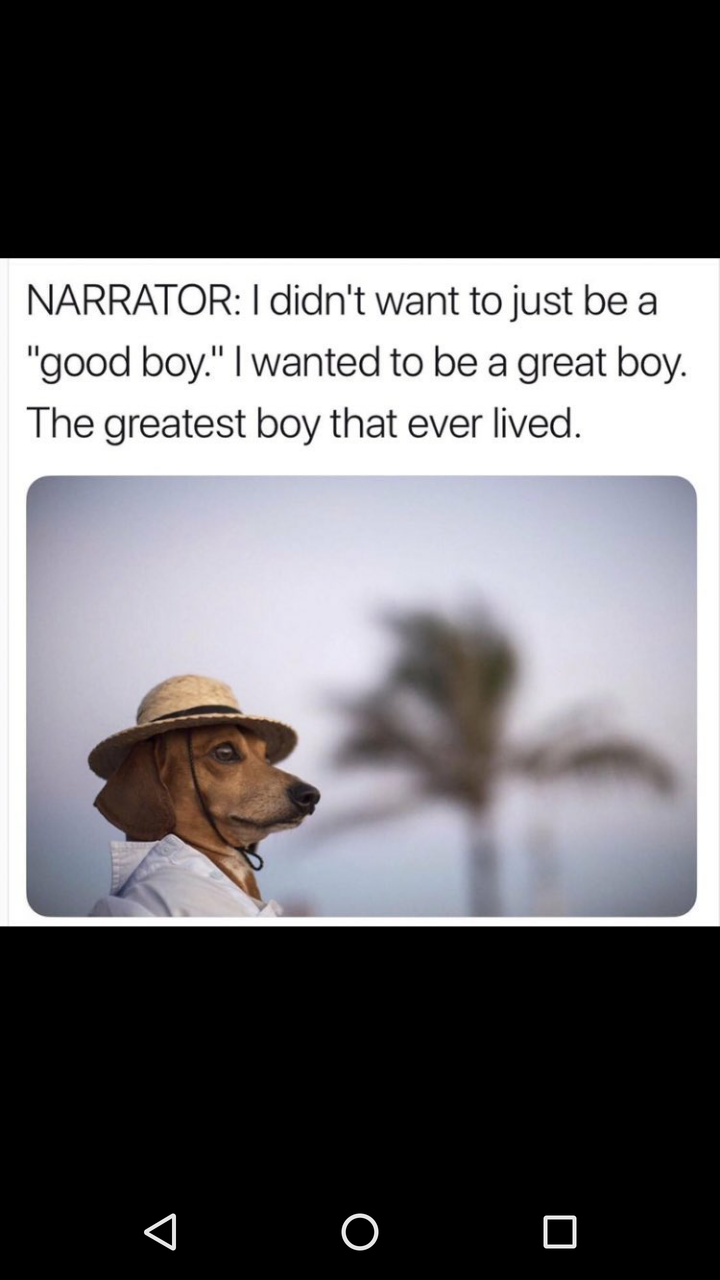 NARRATOR: I didn't want to just be a
"good boy." I wanted to be a great boy.
The greatest boy that ever lived.